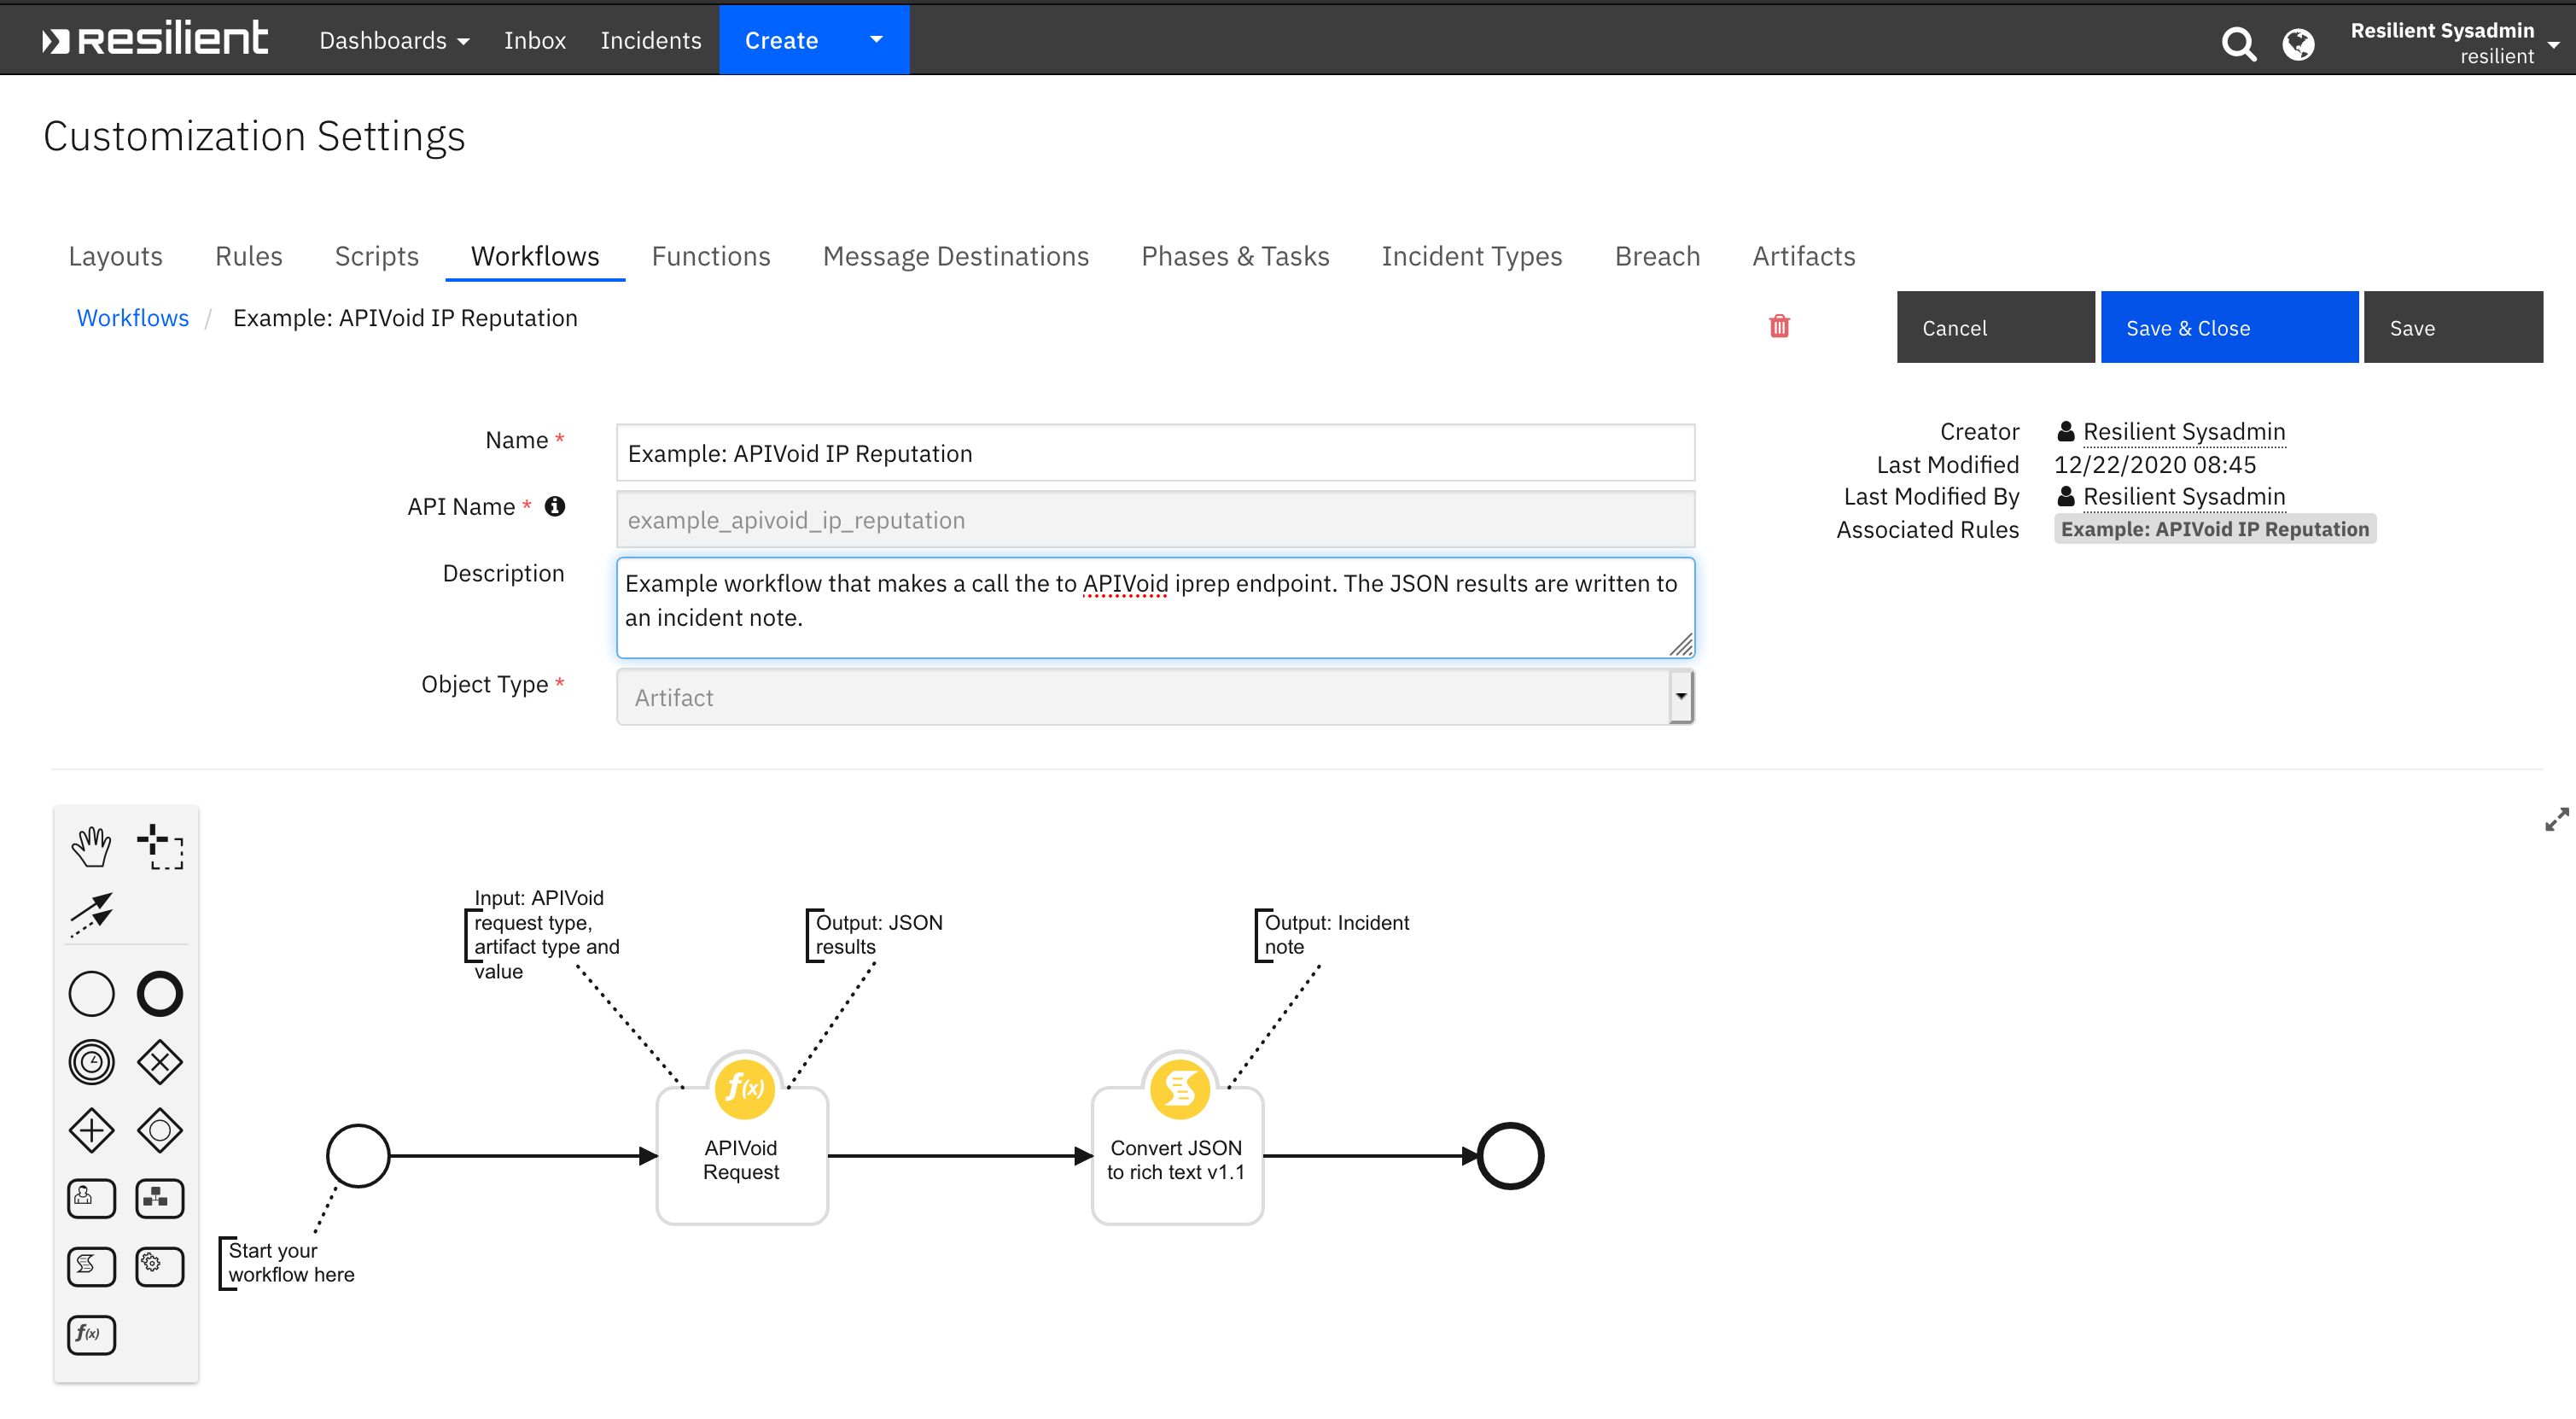 resilient
Dashboards Inbox Incidents Create
Resilient Sysadmin
resilient
Customization Settings
Layouts Rules Scripts Workflows Functions Message Destinations Phases & Tasks Incident Types Breach Artifacts
Workflows / Example: APIVoid IP Reputation
Cancel Save & Close Save
Name * Example: APIVoid IP Reputation
API Name * example_apivoid_ip_reputation
Description Example workflow that makes a call the to APIVoid iprep endpoint. The JSON results are written to
an incident note.
Object Type * Artifact
Creator Resilient Sysadmin
Last Modified 12/22/2020 08:45
Last Modified By Resilient Sysadmin
Associated Rules Example: APIVoid IP Reputation
Input: APIVoid
request type,
artifact type and
value
Output: JSON
results
Output: Incident
note
f(x)
APIVoid
Request
Convert JSON
to rich text v1.1
Start your
workflow here
f(x)